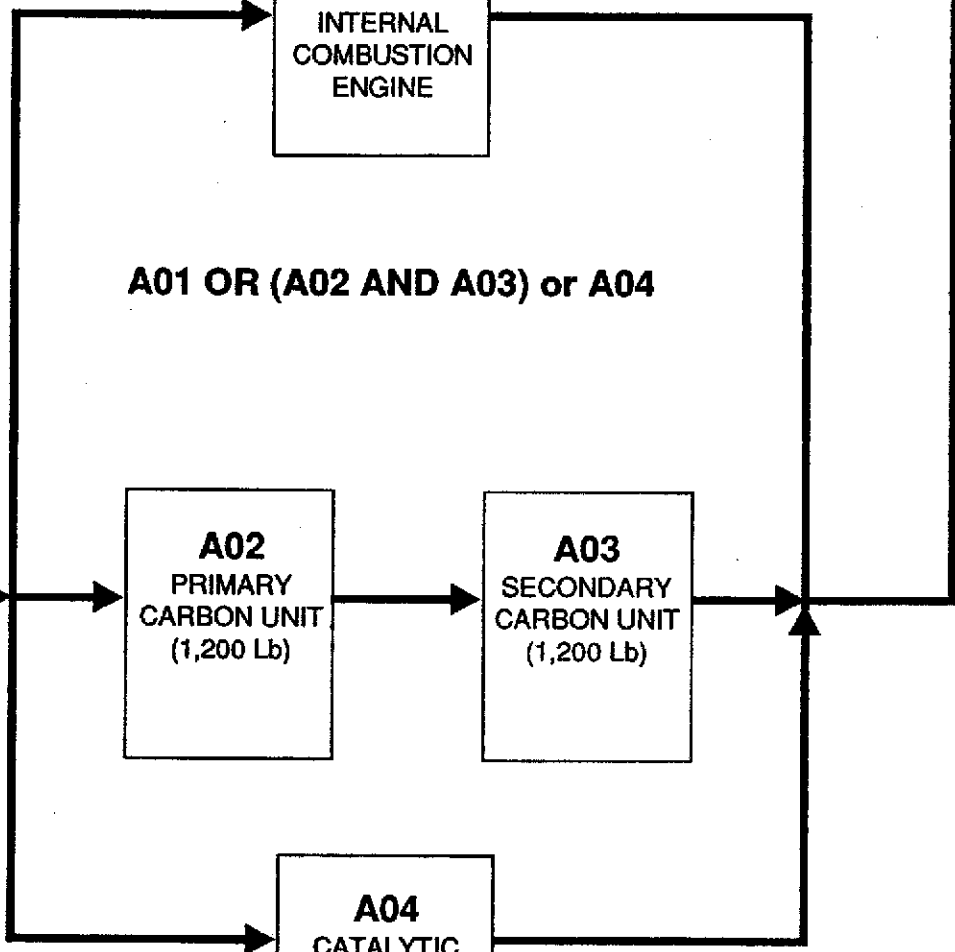 INTERNAL
COMBUSTION
ENGINE
A01 OR (A02 AND A03) or A04
A02
PRIMARY
CARBON UNIT
(1,200 Lb)
A03
SECONDARY
CARBON UNIT
(1,200 Lb)
A04
CATALYTIC